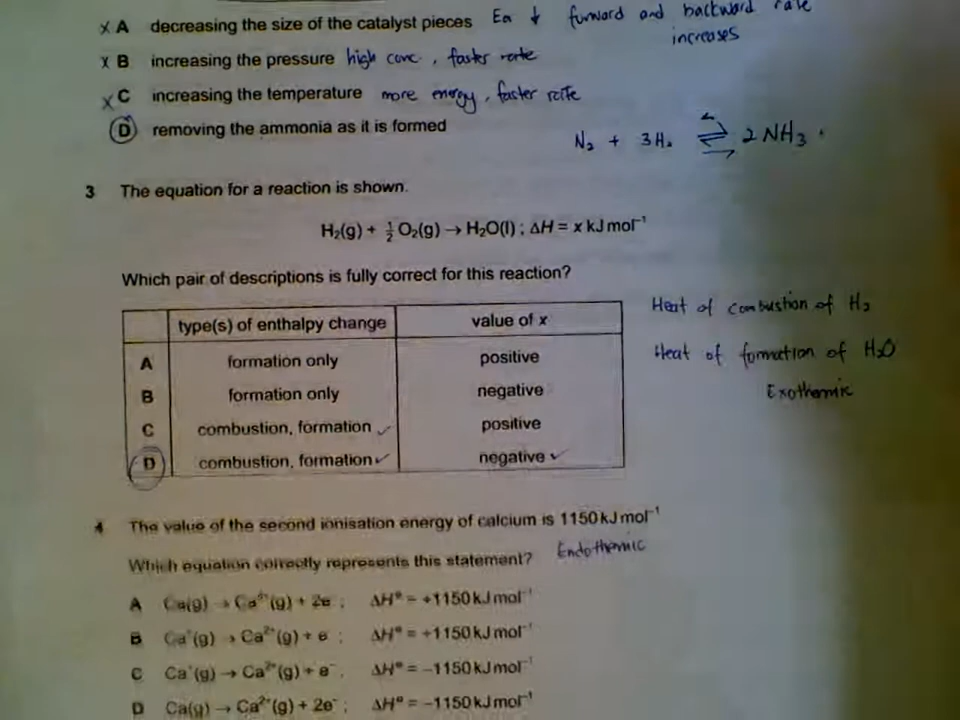 x A decreasing the size of the catalyst pieces Ea ↓ forward and backward rate increases
x B increasing the pressure high conc, faster rate
x C increasing the temperature more energy, faster rate
D removing the ammonia as it is formed
N₂ + 3H₂ ⇌ 2NH₃
3 The equation for a reaction is shown.
H₂(g) + ½O₂(g) → H₂O(l) ; ΔH = x kJ mol⁻¹
Which pair of descriptions is fully correct for this reaction?
type(s) of enthalpy change value of x Heat of combustion of H₂
A formation only positive Heat of formation of H₂O
B formation only negative Exothermic
C combustion, formation ✓ positive
D combustion, formation ✓ negative ✓
4 The value of the second ionisation energy of calcium is 1150 kJ mol⁻¹
Which equation correctly represents this statement? Endothermic
A Ca(g) → Ca²⁺(g) + 2e⁻ ; ΔH° = +1150 kJ mol⁻¹
B Ca⁺(g) → Ca²⁺(g) + e⁻ ; ΔH° = +1150 kJ mol⁻¹
C Ca⁺(g) → Ca²⁺(g) + e⁻ ; ΔH° = −1150 kJ mol⁻¹
D Ca(g) → Ca²⁺(g) + 2e⁻ ; ΔH° = −1150 kJ mol⁻¹